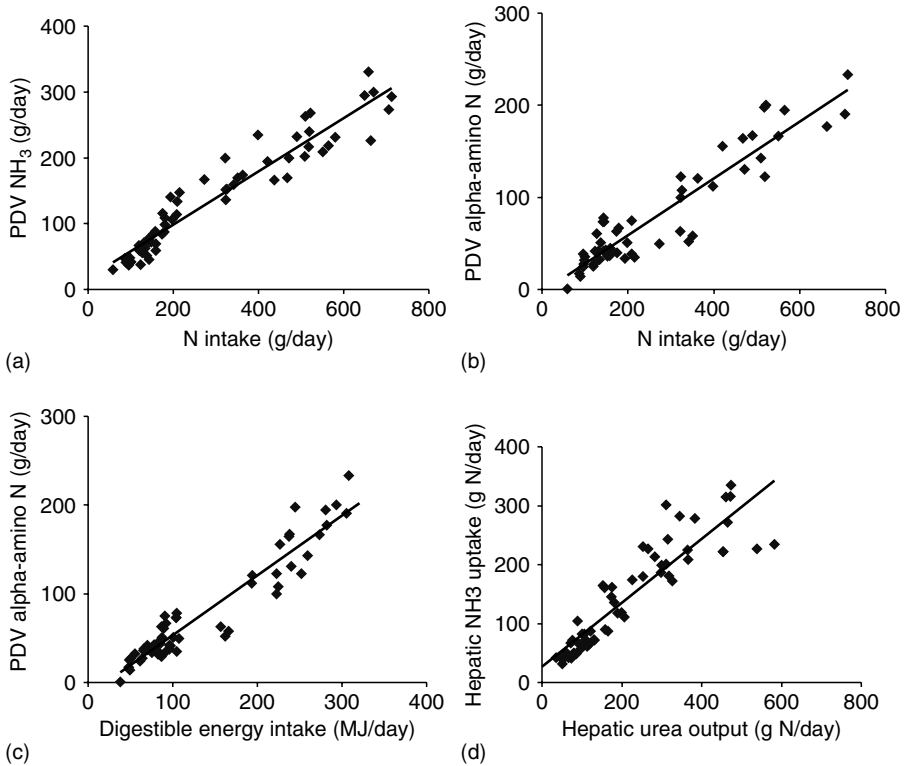 PDV NH3 (g/day)
400
300
200
100
0
0 200 400 600 800
N intake (g/day)
(a)
PDV alpha-amino N (g/day)
300
200
100
0
0 200 400 600 800
N intake (g/day)
(b)
PDV alpha-amino N (g/day)
300
200
100
0
0 100 200 300 400
Digestible energy intake (MJ/day)
(c)
Hepatic NH3 uptake (g N/day)
400
300
200
100
0
0 200 400 600 800
Hepatic urea output (g N/day)
(d)